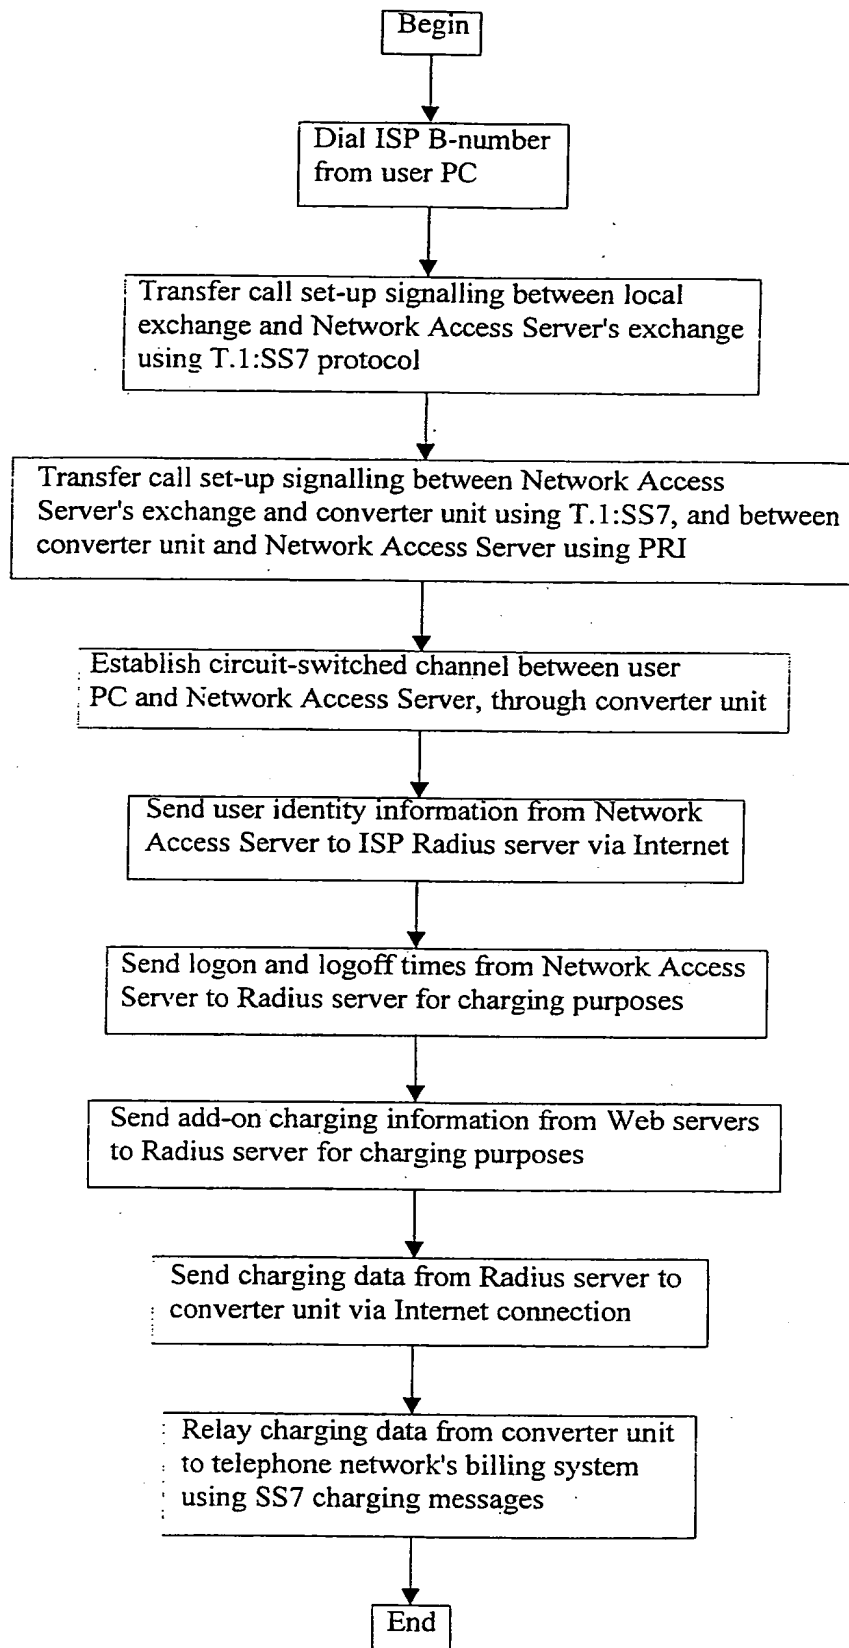 Begin
Dial ISP B-number
from user PC
Transfer call set-up signalling between local
exchange and Network Access Server's exchange
using T.1:SS7 protocol
Transfer call set-up signalling between Network Access
Server's exchange and converter unit using T.1:SS7, and between
converter unit and Network Access Server using PRI
Establish circuit-switched channel between user
PC and Network Access Server, through converter unit
Send user identity information from Network
Access Server to ISP Radius server via Internet
Send logon and logoff times from Network Access
Server to Radius server for charging purposes
Send add-on charging information from Web servers
to Radius server for charging purposes
Send charging data from Radius server to
converter unit via Internet connection
Relay charging data from converter unit
to telephone network's billing system
using SS7 charging messages
End